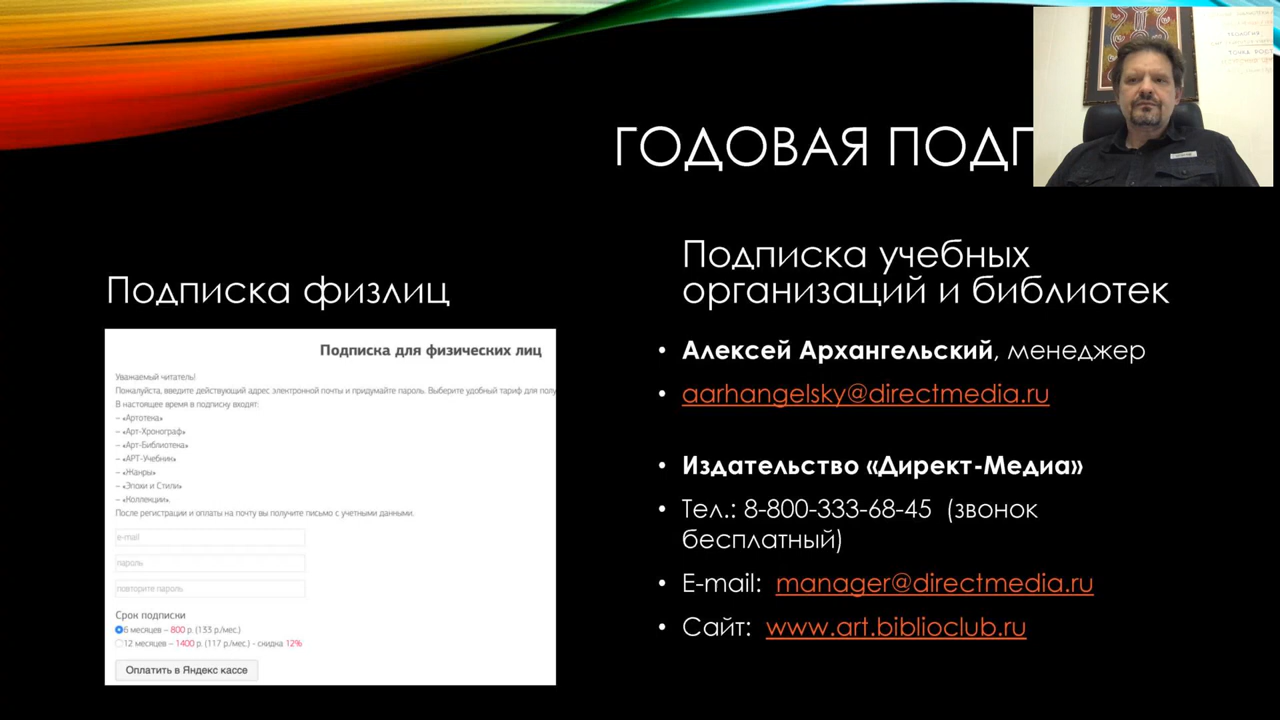 ГОДОВАЯ ПОДП
Подписка физлиц
Подписка для физических лиц
Уважаемый читатель!
Пожалуйста, введите действующий адрес электронной почты и придумайте пароль. Выберите удобный тариф для полу
В настоящее время в подписку входят:
– «Артотека»
– «Арт-Хронограф»
– «Арт-Библиотека»
– «АРТ-Учебник»
– «Жанры»
– «Эпохи и Стили»
– «Коллекции».
После регистрации и оплаты на почту вы получите письмо с учетными данными.
e-mail
пароль
повторите пароль
Срок подписки
6 месяцев – 800 р. (133 р./мес.)
12 месяцев – 1400 р. (117 р./мес.) - скидка 12%
Оплатить в Яндекс кассе
Подписка учебных
организаций и библиотек
• Алексей Архангельский, менеджер
• aarhangelsky@directmedia.ru
• Издательство «Директ-Медиа»
• Тел.: 8-800-333-68-45 (звонок
бесплатный)
• E-mail: manager@directmedia.ru
• Сайт: www.art.biblioclub.ru